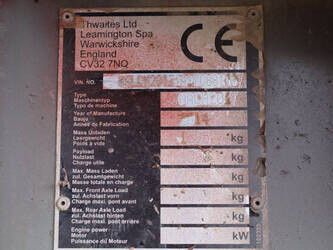 Thwaites Ltd
Leamington Spa
Warwickshire
England
CV32 7NQ
CE
VIN. NO.
Type
Maschinentyp
Type de machine
Year of Manufacture
Baujahr
Année du Fabrication
Mass Unladen
Leergewicht
Poids à vide
kg
Payload
Nutzlast
Charge utile
kg
Max. Mass Laden
zul. Gesamtgewicht
Masse totale en charge
kg
Max. Front Axle Load
zul. Achslast vorn
Charge maxi. pont avant
kg
Max. Rear Axle Load
zul. Achslast hinten
Charge maxi. pont arrière
kg
Engine power
Motor
Puissance du Moteur
kW